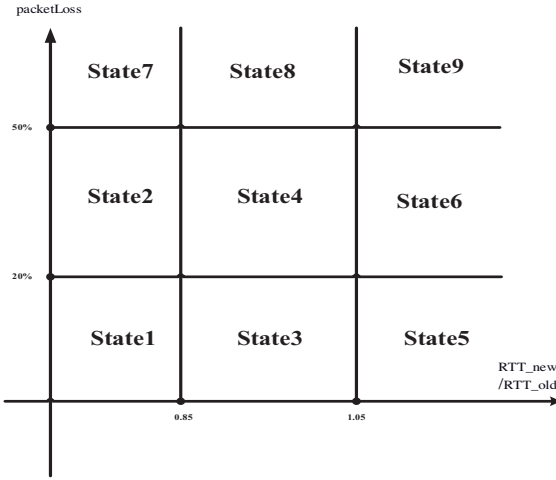 packetLoss
State7
State8
State9
50%
State2
State4
State6
20%
State1
State3
State5
RTT_new
/RTT_old
0.85
1.05